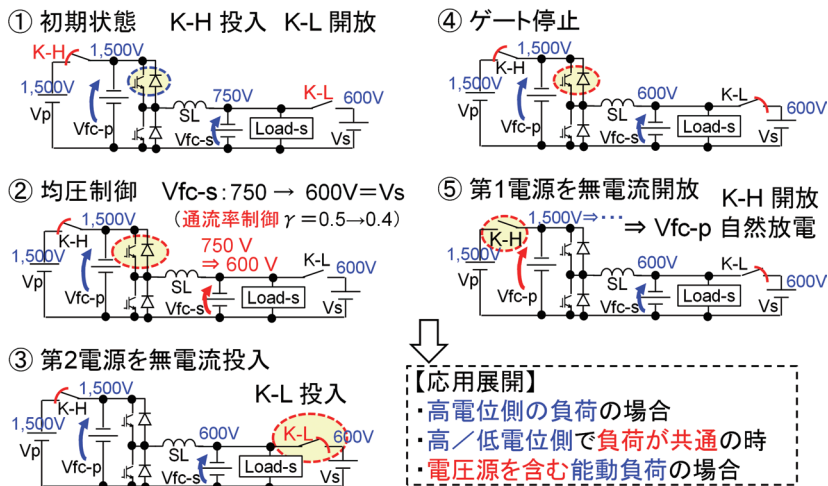 ① 初期状態 K-H 投入 K-L 開放
K-H
1,500V
1,500V
Vp
Vfc-p
SL
750V
Vfc-s
Load-s
K-L
600V
Vs
② 均圧制御 Vfc-s:750 → 600V=Vs
(通流率制御 γ=0.5→0.4)
1,500V
K-H
1,500V
Vp
Vfc-p
SL
750 V
⇒ 600 V
Vfc-s
Load-s
K-L
600V
Vs
③ 第2電源を無電流投入
K-L 投入
1,500V
K-H
1,500V
Vp
Vfc-p
SL
600V
Vfc-s
Load-s
K-L
600V
Vs
④ ゲート停止
1,500V
K-H
1,500V
Vp
Vfc-p
SL
600V
Vfc-s
Load-s
K-L
600V
Vs
⑤ 第1電源を無電流開放 K-H 開放
1,500V⇒… ⇒ Vfc-p 自然放電
K-H
1,500V
Vp
Vfc-p
SL
600V
Vfc-s
Load-s
K-L
600V
Vs
【応用展開】
・高電位側の負荷の場合
・高/低電位側で負荷が共通の時
・電圧源を含む能動負荷の場合